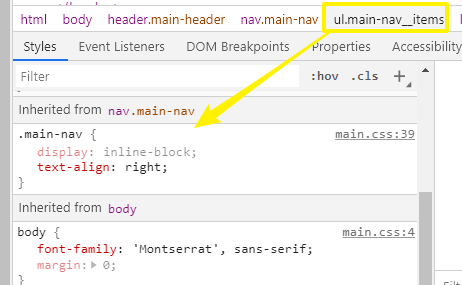 html body header.main-header nav.main-nav ul.main-nav__items
Styles Event Listeners DOM Breakpoints Properties Accessibility
Filter :hov .cls +
}
Inherited from nav.main-nav
.main-nav { main.css:39
display: inline-block;
text-align: right;
}
Inherited from body
body { main.css:4
font-family: 'Montserrat', sans-serif;
margin: 0;
}